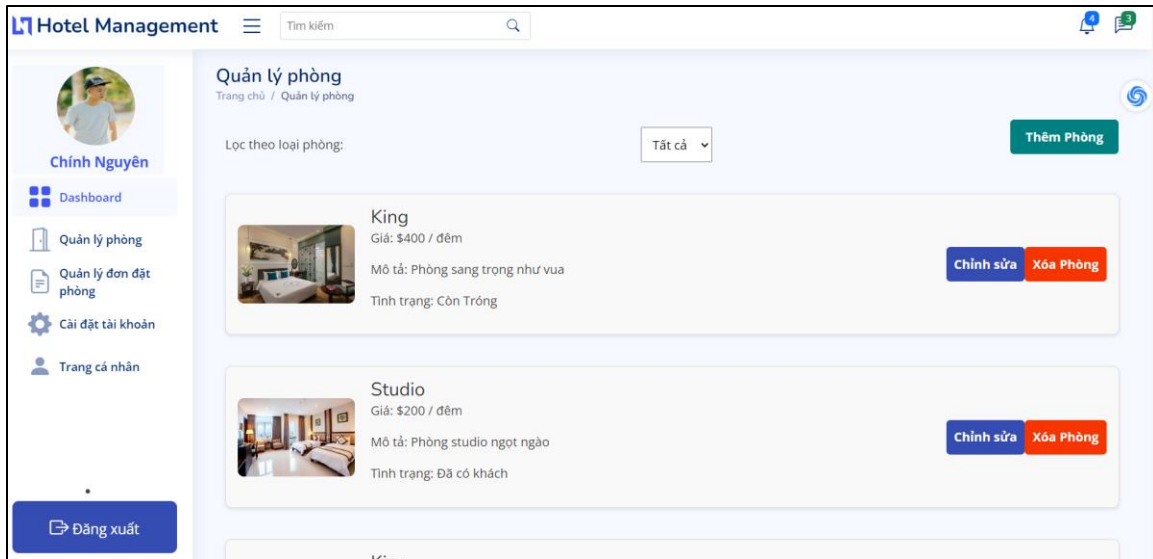 Hotel Management
Tìm kiếm
4
3
Chính Nguyên
Dashboard
Quản lý phòng
Quản lý đơn đặt
phòng
Cài đặt tài khoản
Trang cá nhân
Đăng xuất
Quản lý phòng
Trang chủ / Quản lý phòng
Lọc theo loại phòng:
Tất cả
Thêm Phòng
King
Giá: $400 / đêm
Mô tả: Phòng sang trọng như vua
Tình trạng: Còn Tróng
Chỉnh sửa
Xóa Phòng
Studio
Giá: $200 / đêm
Mô tả: Phòng studio ngọt ngào
Tình trạng: Đã có khách
Chỉnh sửa
Xóa Phòng